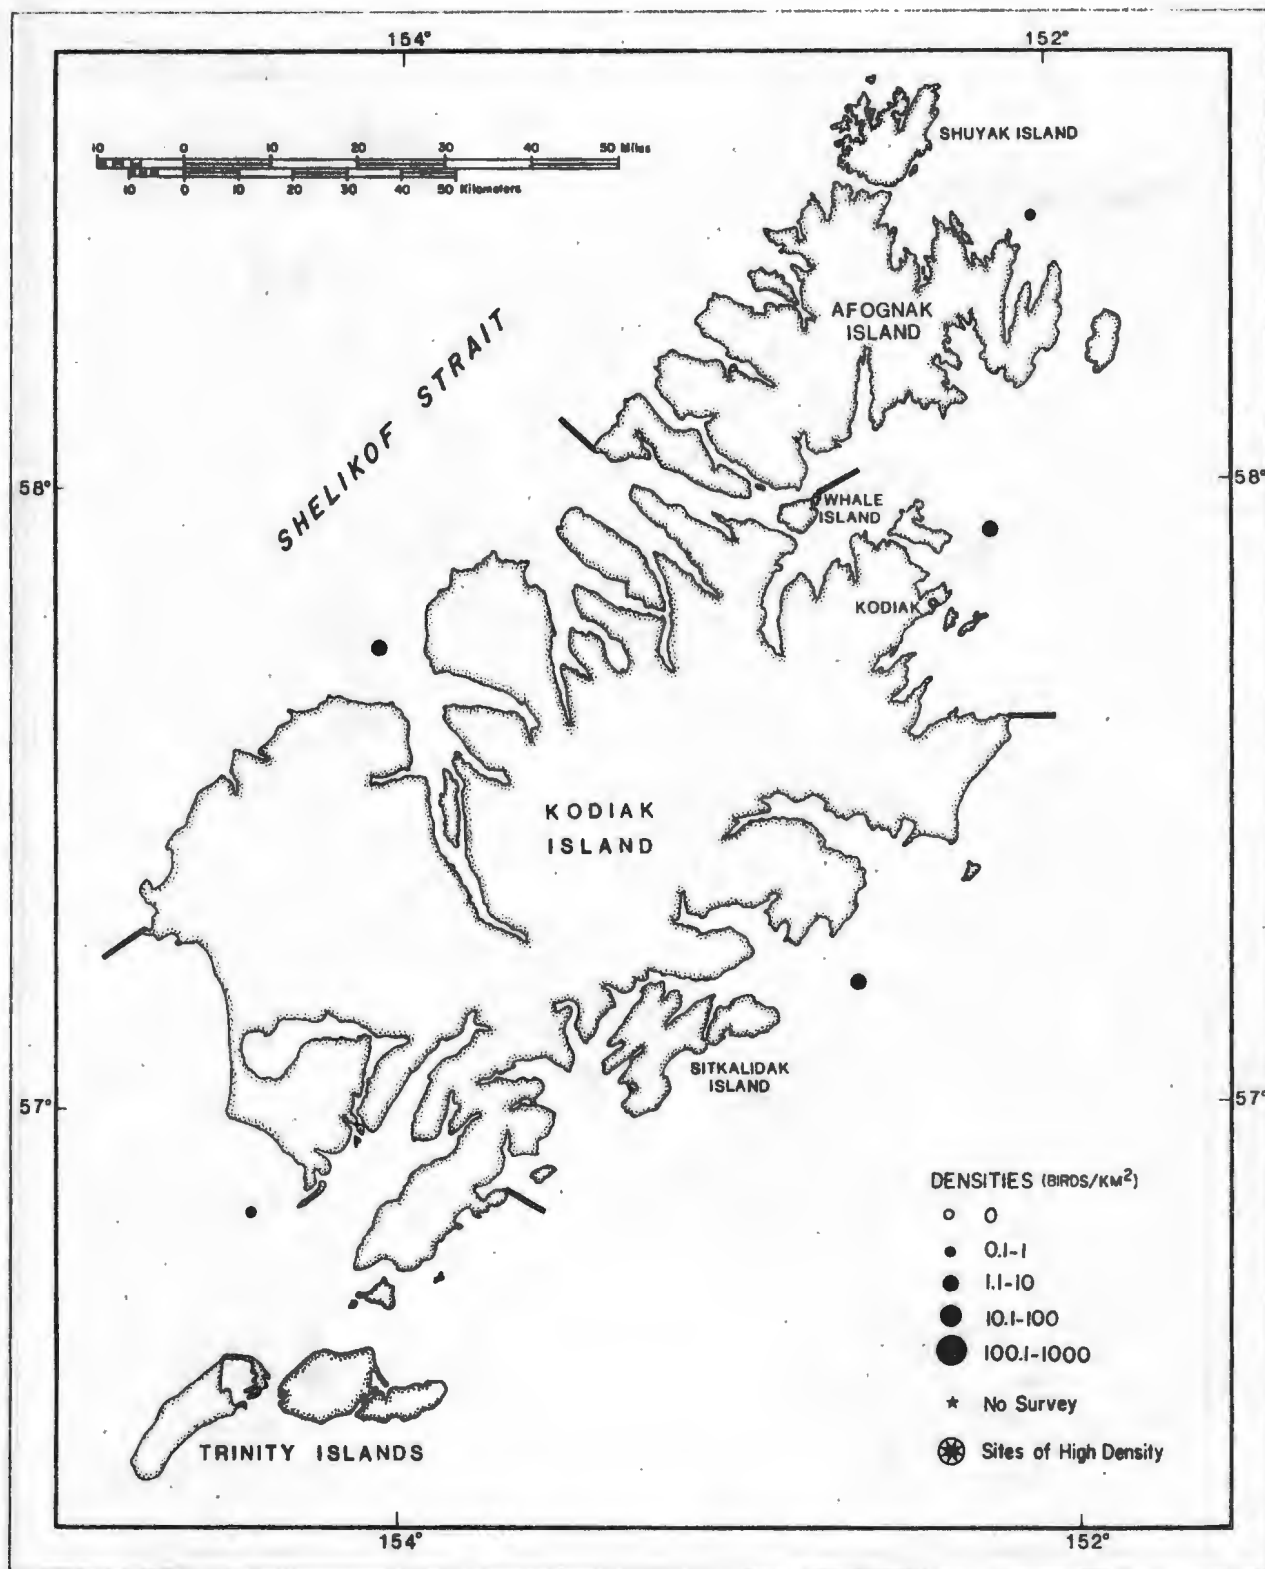 154° 152°
SHUYAK ISLAND
10 0 10 20 30 40 50 Miles
10 0 10 20 30 40 50 Kilometers
AFOGNAK
ISLAND
SHELIKOF STRAIT
58° 58°
WHALE
ISLAND
KODIAK
KODIAK
ISLAND
SITKALIDAK
ISLAND
57° 57°
DENSITIES (BIRDS/KM²)
0
0.1-1
1.1-10
10.1-100
100.1-1000
No Survey
Sites of High Density
TRINITY ISLANDS
154° 152°